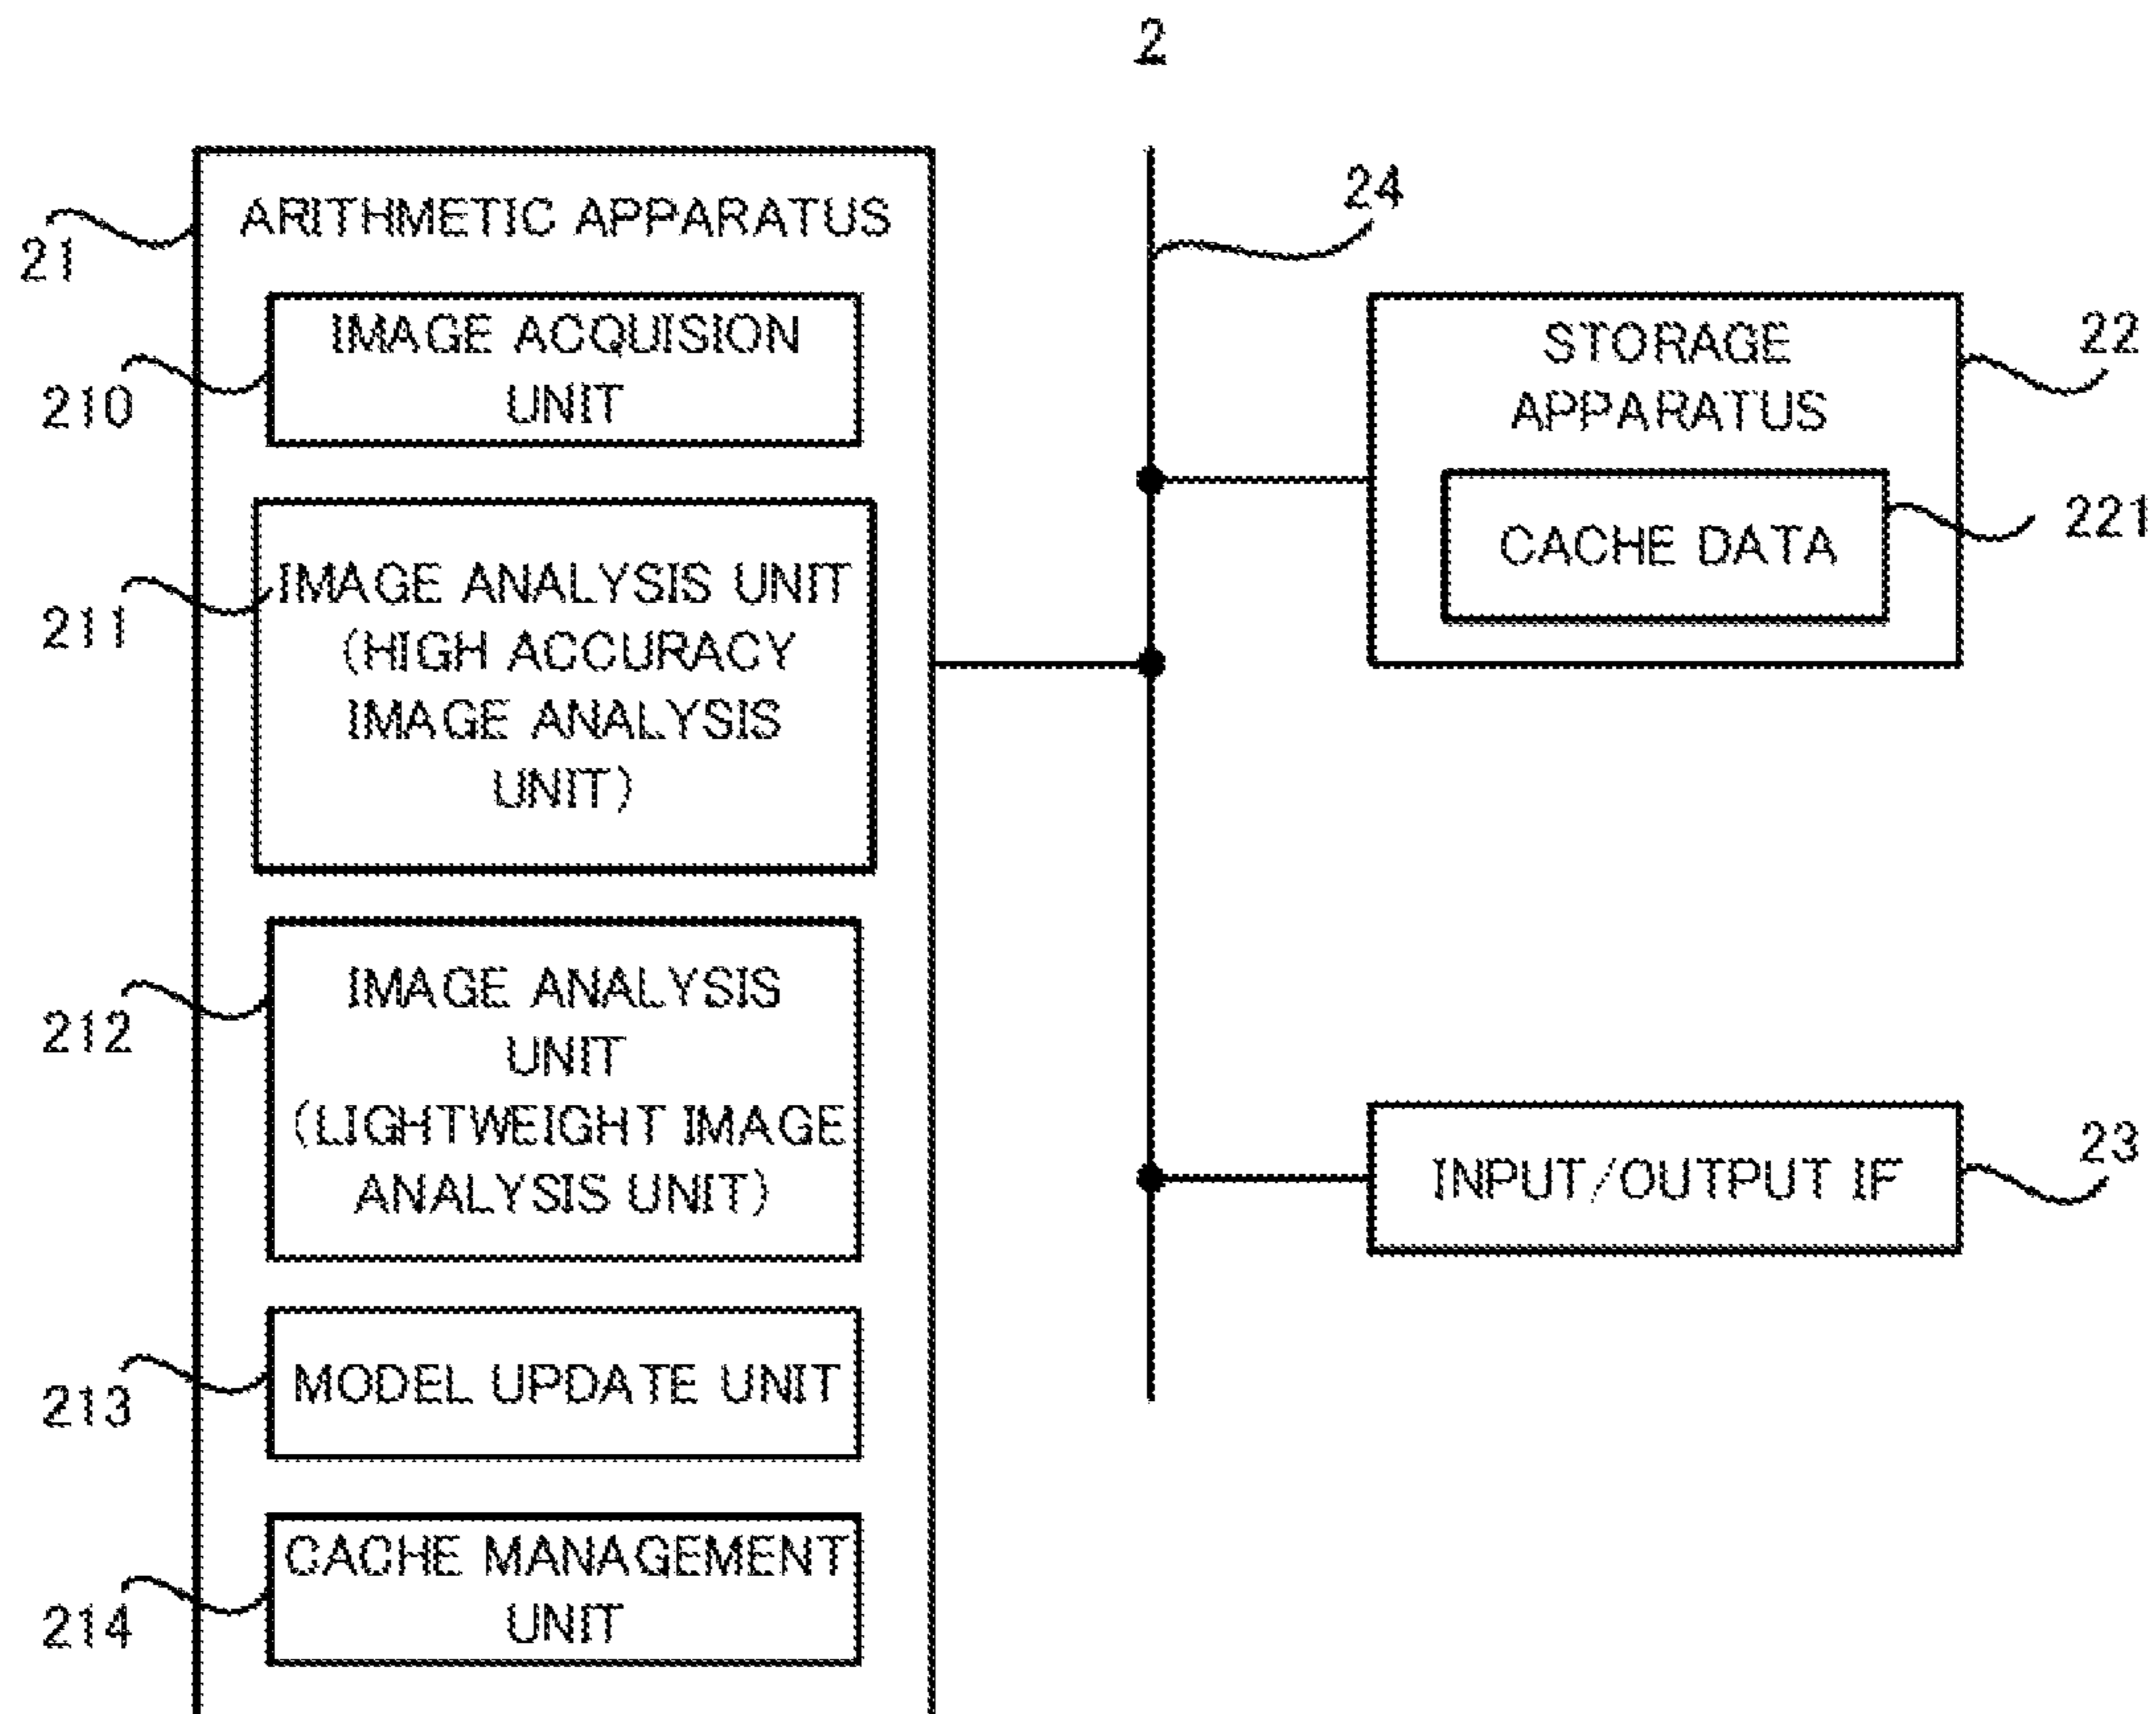 2
ARITHMETIC APPARATUS
21
IMAGE ACQUISION
UNIT
210
IMAGE ANALYSIS UNIT
(HIGH ACCURACY
IMAGE ANALYSIS
UNIT)
211
IMAGE ANALYSIS
UNIT
(LIGHTWEIGHT IMAGE
ANALYSIS UNIT)
212
MODEL UPDATE UNIT
213
CACHE MANAGEMENT
UNIT
214
24
STORAGE
APPARATUS
22
CACHE DATA
221
INPUT/OUTPUT IF
23